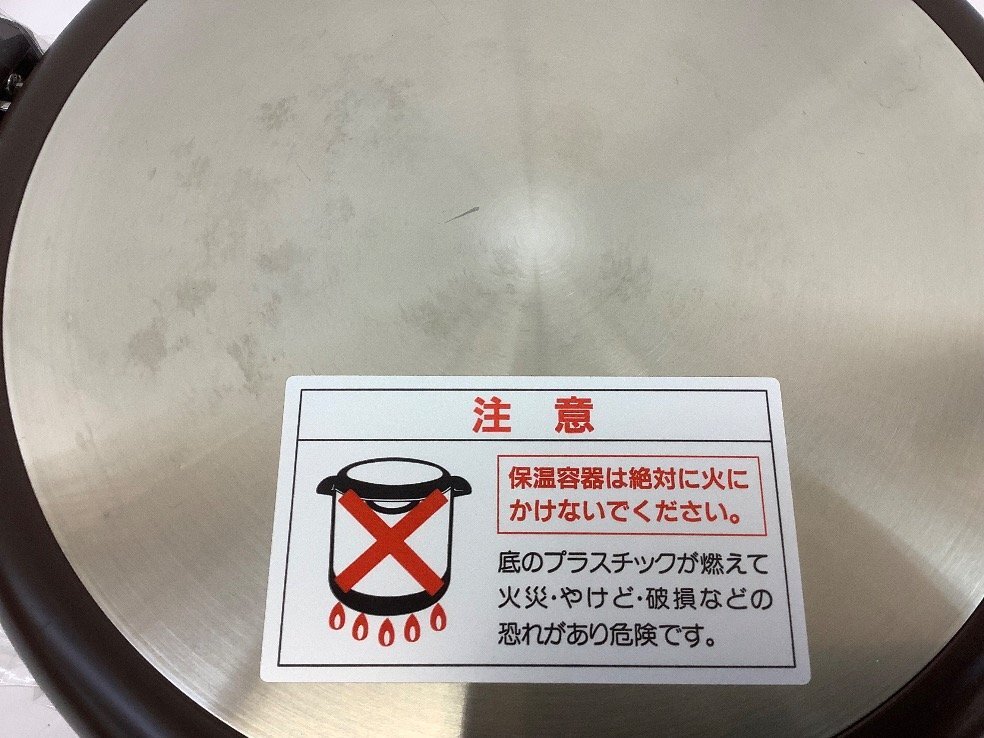 注 意
保温容器は絶対に火に
かけないでください。
底のプラスチックが燃えて
火災・やけど・破損などの
恐れがあり危険です。